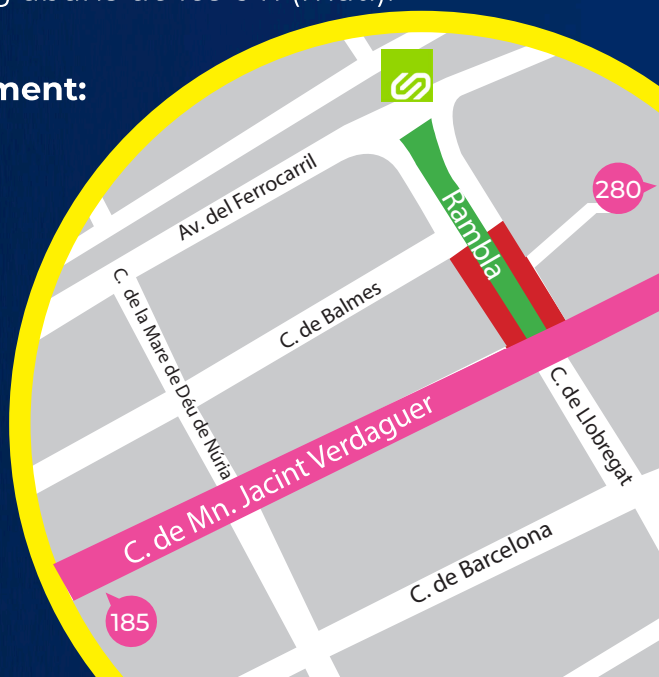 ment:
Av. del Ferrocarril
Rambla
280
C. de la Mare de Déu de Núria
C. de Balmes
C. de Mn. Jacint Verdaguer
C. de Llobregat
C. de Barcelona
185